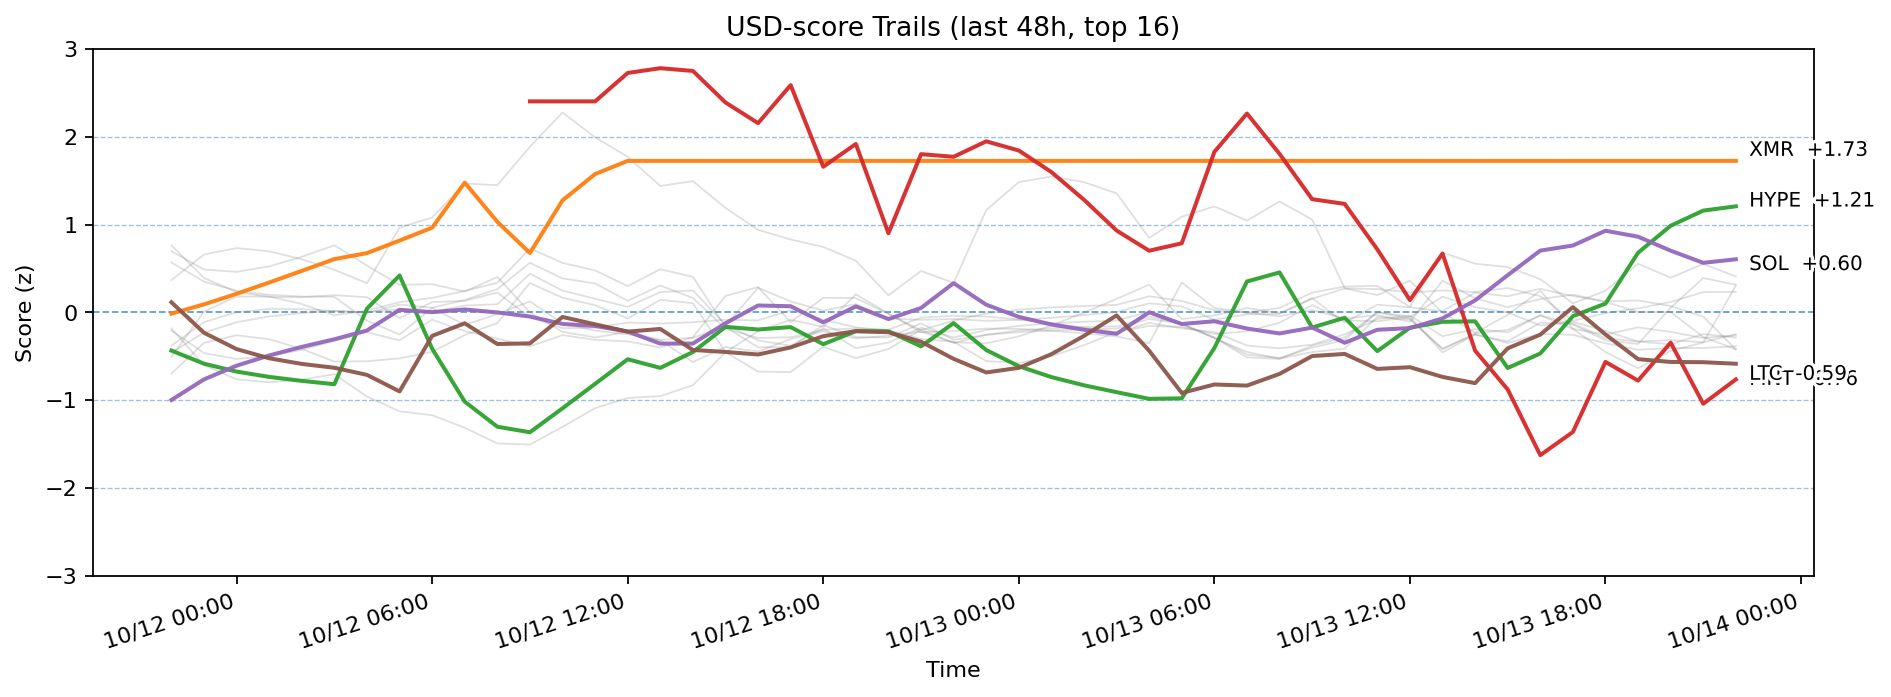 USD-score Trails (last 48h, top 16)
Score (z)
3
2
1
0
−1
−2
−3
XMR +1.73
HYPE +1.21
SOL +0.60
LTC -0.59
10/12 00:00
10/12 06:00
10/12 12:00
10/12 18:00
10/13 00:00
10/13 06:00
10/13 12:00
10/13 18:00
10/14 00:00
Time